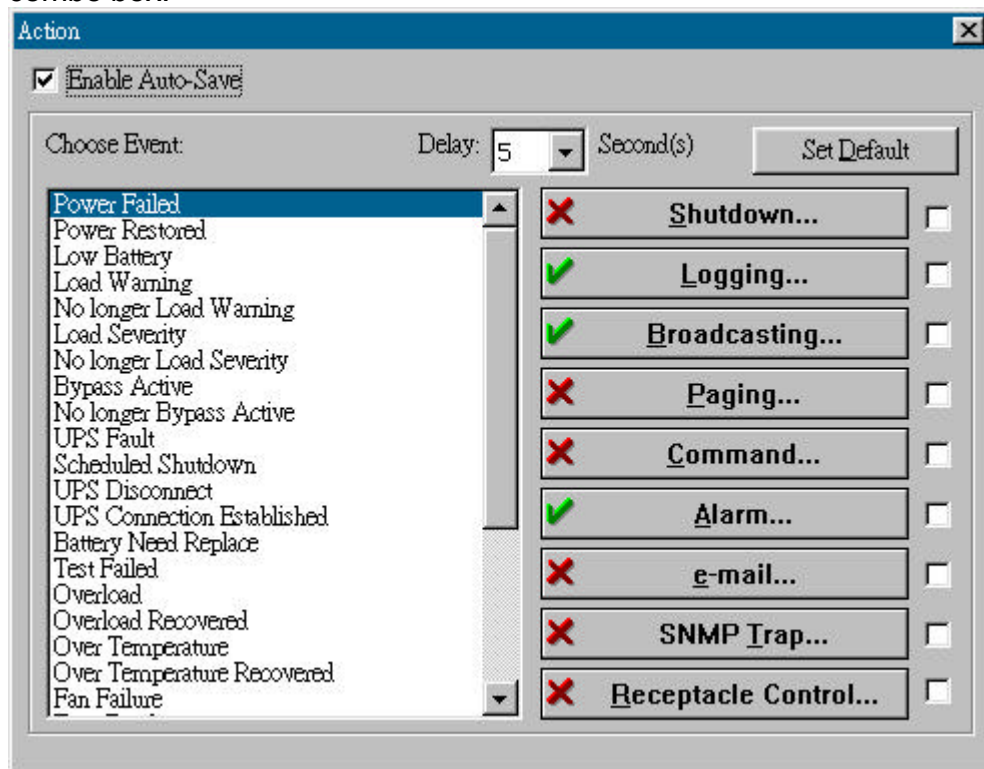 Action
Enable Auto-Save
Choose Event:
Delay: 5 Second(s)
Set Default
Power Failed
Power Restored
Low Battery
Load Warning
No longer Load Warning
Load Severity
No longer Load Severity
Bypass Active
No longer Bypass Active
UPS Fault
Scheduled Shutdown
UPS Disconnect
UPS Connection Established
Battery Need Replace
Test Failed
Overload
Overload Recovered
Over Temperature
Over Temperature Recovered
Fan Failure
Shutdown...
Logging...
Broadcasting...
Paging...
Command...
Alarm...
e-mail...
SNMP Trap...
Receptacle Control...